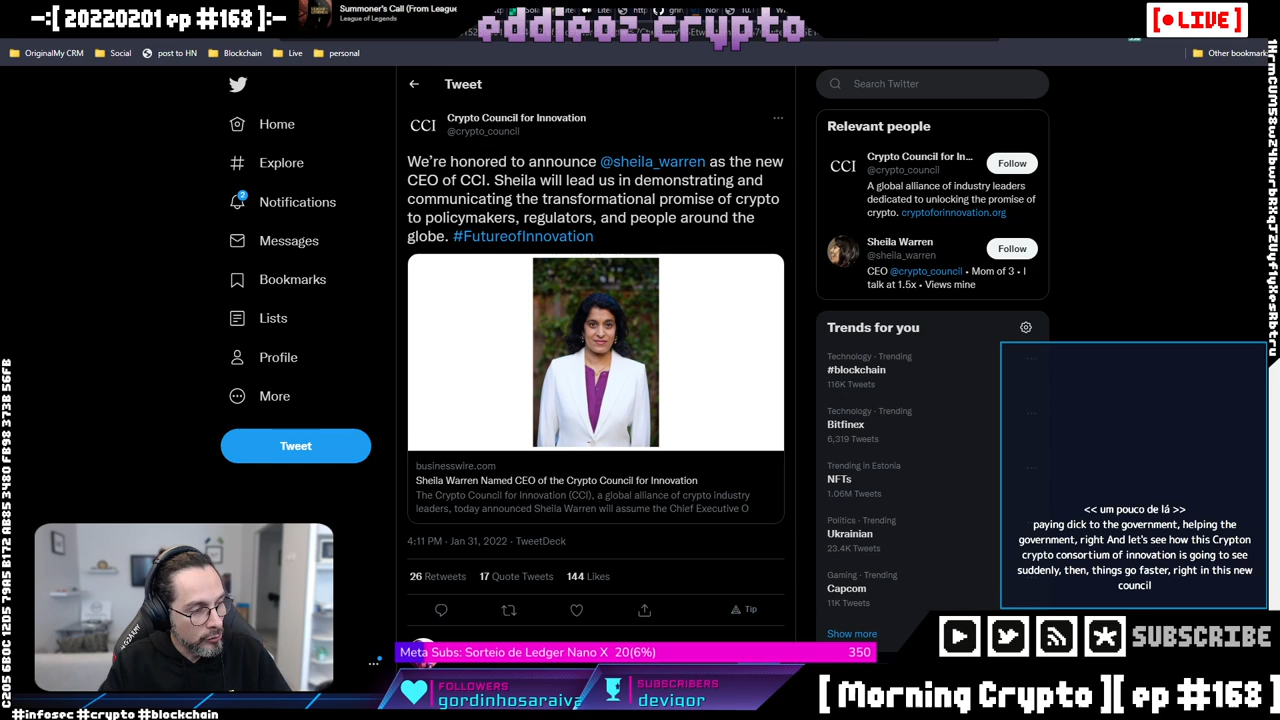 -:[ 20220201 ep #168 ]:-
Summoner's Call (From League
League of Legends
eddieoz.crypto
[ LIVE ]
OriginalMy CRM
Social
post to HN
Blockchain
Live
personal
Other bookmark
Home
Explore
2
Notifications
Messages
Bookmarks
Lists
Profile
More
Tweet
Tweet
CCI
Crypto Council for Innovation
@crypto_council
We're honored to announce @sheila_warren as the new
CEO of CCI. Sheila will lead us in demonstrating and
communicating the transformational promise of crypto
to policymakers, regulators, and people around the
globe. #FutureofInnovation
businesswire.com
Sheila Warren Named CEO of the Crypto Council for Innovation
The Crypto Council for Innovation (CCI), a global alliance of crypto industry
leaders, today announced Sheila Warren will assume the Chief Executive O
4:11 PM · Jan 31, 2022 · TweetDeck
26 Retweets 17 Quote Tweets 144 Likes
Tip
Search Twitter
Relevant people
CCI
Crypto Council for In...
@crypto_council
Follow
A global alliance of industry leaders
dedicated to unlocking the promise of
crypto. cryptoforinnovation.org
Sheila Warren
@sheila_warren
Follow
CEO @crypto_council • Mom of 3 • I
talk at 1.5x • Views mine
Trends for you
Technology · Trending
#blockchain
116K Tweets
Technology · Trending
Bitfinex
6,319 Tweets
Trending in Estonia
NFTs
1.06M Tweets
Politics · Trending
Ukrainian
23.4K Tweets
Gaming · Trending
Capcom
11K Tweets
Show more
<< um pouco de lá >>
paying dick to the government, helping the
government, right And let's see how this Crypton
crypto consortium of innovation is going to see
suddenly, then, things go faster, right in this new
council
SUBSCRIBE
Meta Subs: Sorteio de Ledger Nano X 20(6%) 350
FOLLOWERS
gordinhosaraiva
SUBSCRIBERS
devigor
[ Morning Crypto ][ ep #168 ]
#infosec #crypto #blockchain